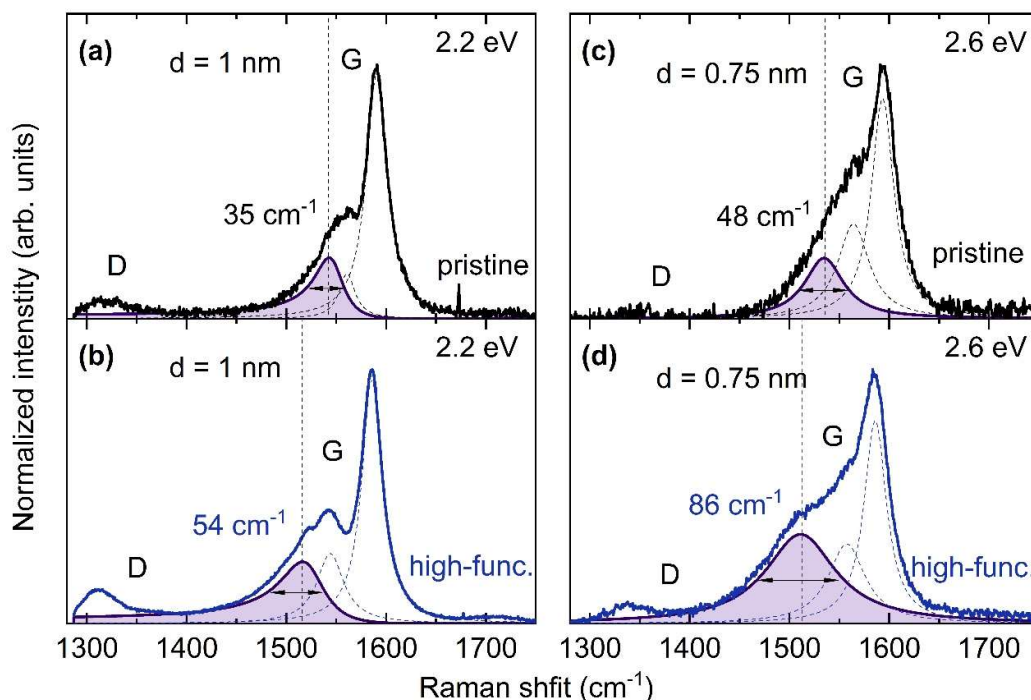 Normalized intenstity (arb. units)
(a)
d = 1 nm
G
2.2 eV
35 cm⁻¹
D
pristine
(b)
d = 1 nm
2.2 eV
G
54 cm⁻¹
D
high-func.
1300 1400 1500 1600 1700
(c)
d = 0.75 nm
G
2.6 eV
48 cm⁻¹
D
pristine
(d)
d = 0.75 nm
2.6 eV
G
86 cm⁻¹
D
high-func.
1300 1400 1500 1600 1700
Raman shfit (cm⁻¹)